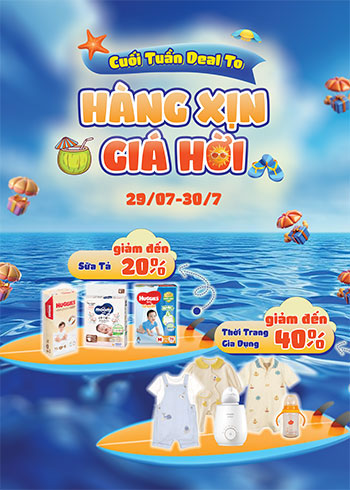 Cuối Tuần Deal To
HÀNG XỊN
GIÁ HỜI
29/07-30/7
giảm đến
Sữa Tả 20%
HUGGIES
Moony
HUGGIES
M
giảm đến
Thời Trang
Gia Dụng 40%